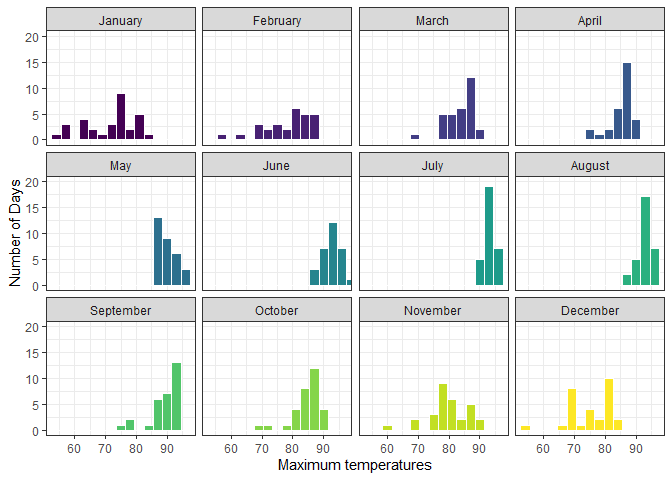 January February March April
20
15
10
5
0
May June July August
20
15
10
5
0
Number of Days
September October November December
20
15
10
5
0
60 70 80 90 60 70 80 90 60 70 80 90 60 70 80 90
Maximum temperatures